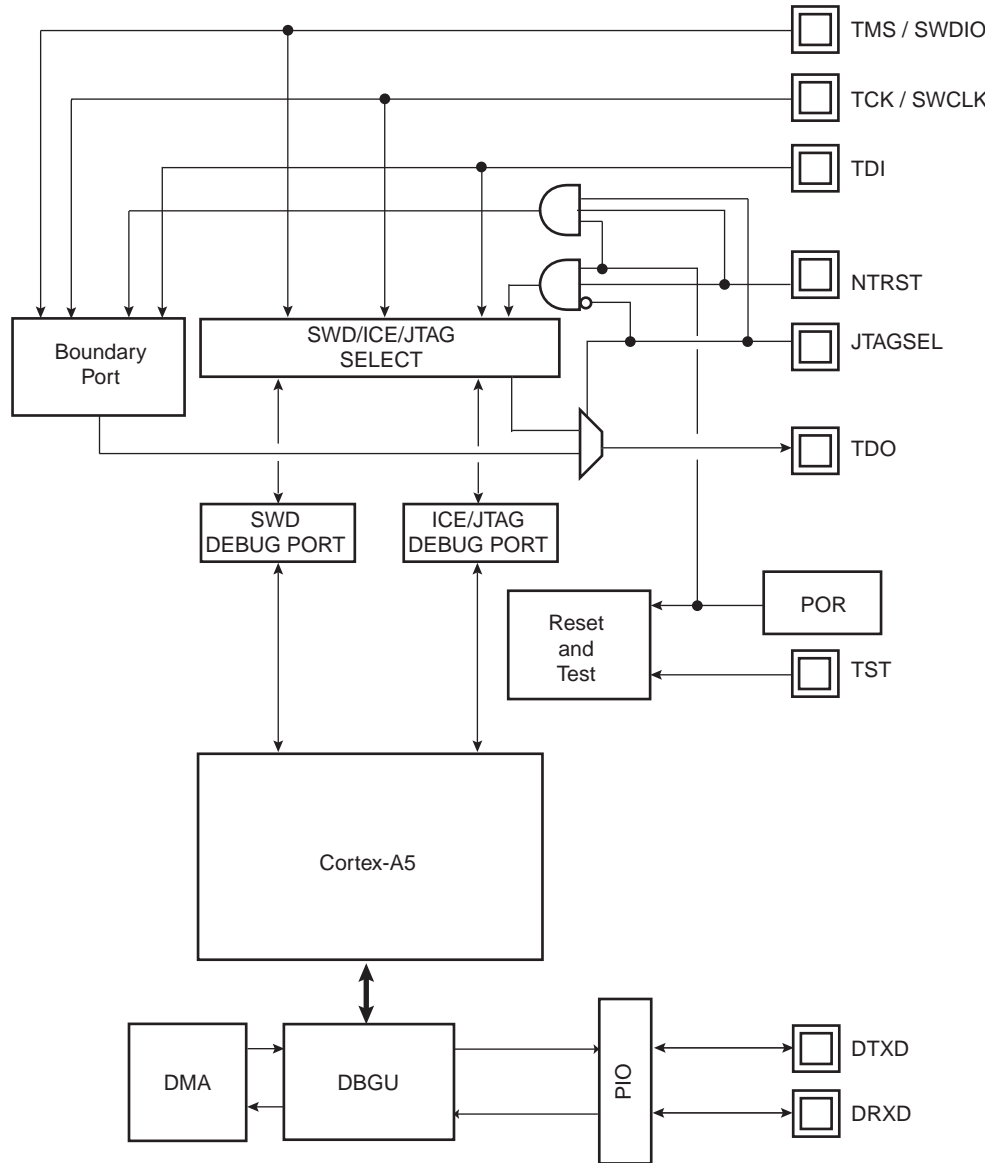 TMS / SWDIO
TCK / SWCLK
TDI
NTRST
JTAGSEL
Boundary
Port
SWD/ICE/JTAG
SELECT
TDO
SWD
DEBUG PORT
ICE/JTAG
DEBUG PORT
POR
Reset
and
Test
TST
Cortex-A5
DMA
DBGU
PIO
DTXD
DRXD